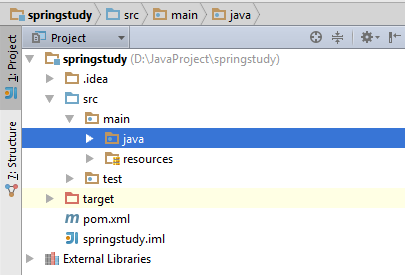 springstudy src main java
1: Project
Project
springstudy (D:\JavaProject\springstudy)
.idea
src
main
java
resources
test
target
pom.xml
springstudy.iml
External Libraries
7: Structure